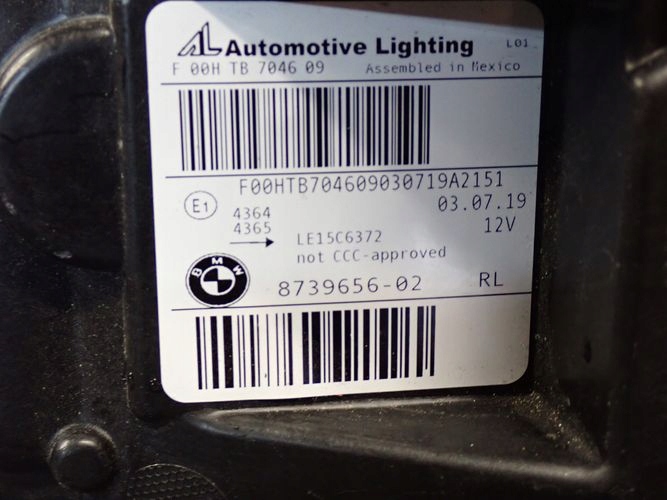 AL Automotive Lighting L01
F 00H TB 7046 09 Assembled in Mexico
F00HTB704609030719A2151
E1 03.07.19
4364
4365 12V
LE15C6372
not CCC-approved
BMW
8739656-02 RL